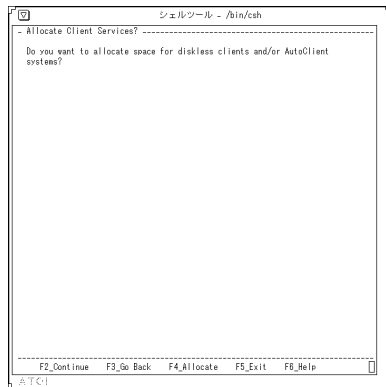 シェルツール - /bin/csh
- Allocate Client Services? ----------------------------------------------------
Do you want to allocate space for diskless clients and/or AutoClient
systems?
--------------------------------------------------------------------------------
F2_Continue F3_Go Back F4_Allocate F5_Exit F6_Help